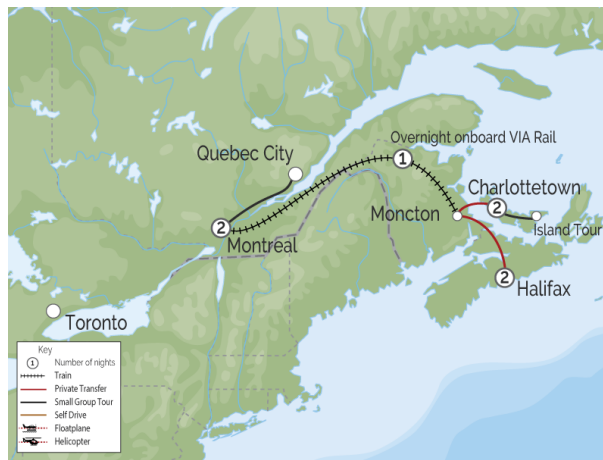 Overnight onboard VIA Rail
1
Quebec City
Charlottetown
2
Moncton
Island Tour
2
Montreal
2
Halifax
Toronto
Key
1 Number of nights
Train
Private Transfer
Small Group Tour
Self Drive
Floatplane
Helicopter